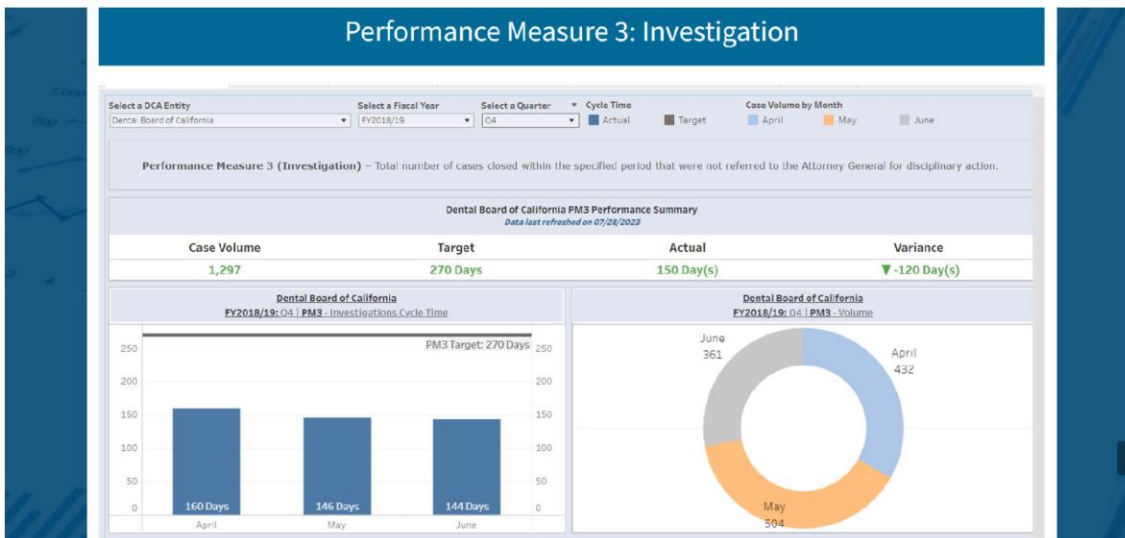 Performance Measure 3: Investigation
Select a DCA Entity
Select a Fiscal Year
Select a Quarter
Cycle Time
Case Volume by Month
Dental Board of California
FY2018/19
Q4
Actual
Target
April
May
June
Performance Measure 3 (Investigation) – Total number of cases closed within the specified period that were not referred to the Attorney General for disciplinary action.
Dental Board of California PM3 Performance Summary
Data last refreshed on 07/28/2023
Case Volume
Target
Actual
Variance
1,297
270 Days
150 Day(s)
▼ -120 Day(s)
Dental Board of California
FY2018/19: Q4 | PM3 - Investigations Cycle Time
PM3 Target: 270 Days
250
200
150
100
50
0
250
200
150
100
50
0
160 Days
146 Days
144 Days
April
May
June
Dental Board of California
FY2018/19: Q4 | PM3 - Volume
June
361
April
432
May
504